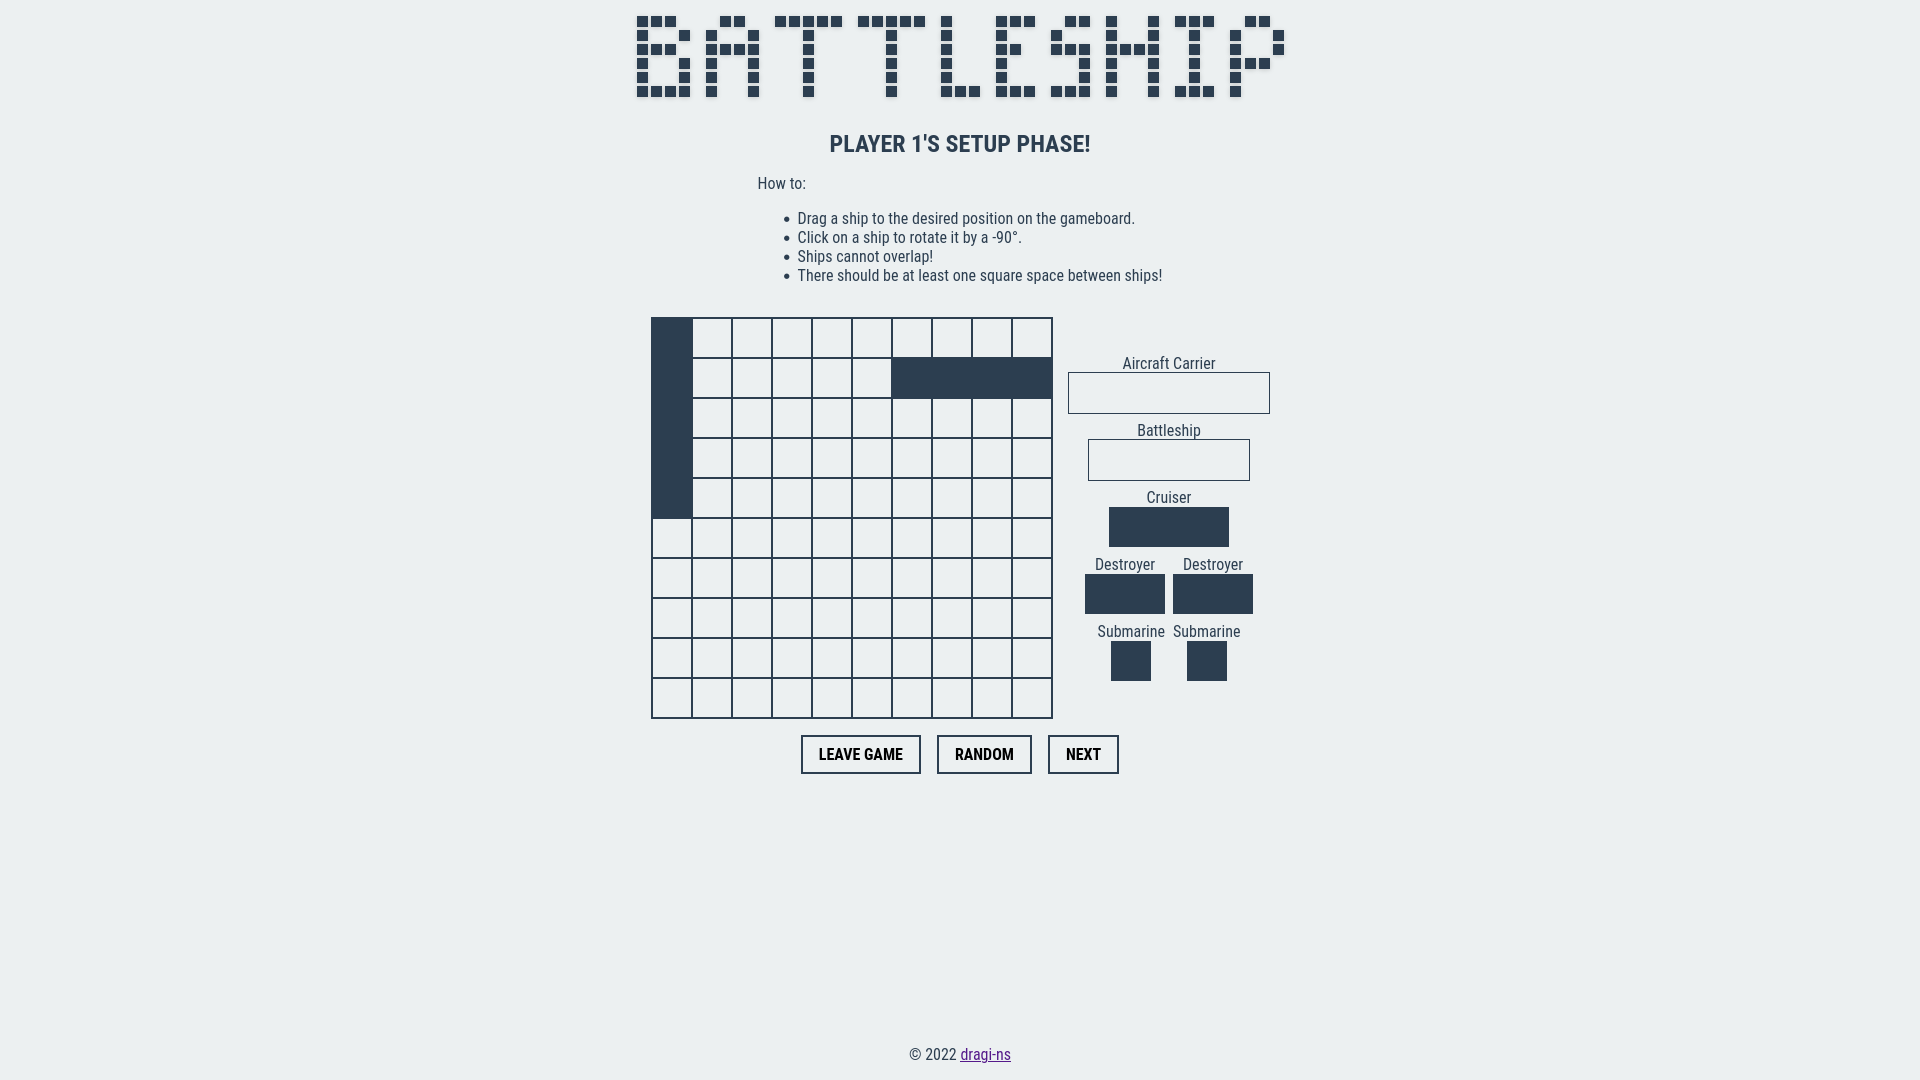 BATTLESHIP
PLAYER 1'S SETUP PHASE!
How to:
• Drag a ship to the desired position on the gameboard.
• Click on a ship to rotate it by a -90°.
• Ships cannot overlap!
• There should be at least one square space between ships!
Aircraft Carrier
Battleship
Cruiser
Destroyer Destroyer
Submarine Submarine
LEAVE GAME RANDOM NEXT
© 2022 dragi-ns